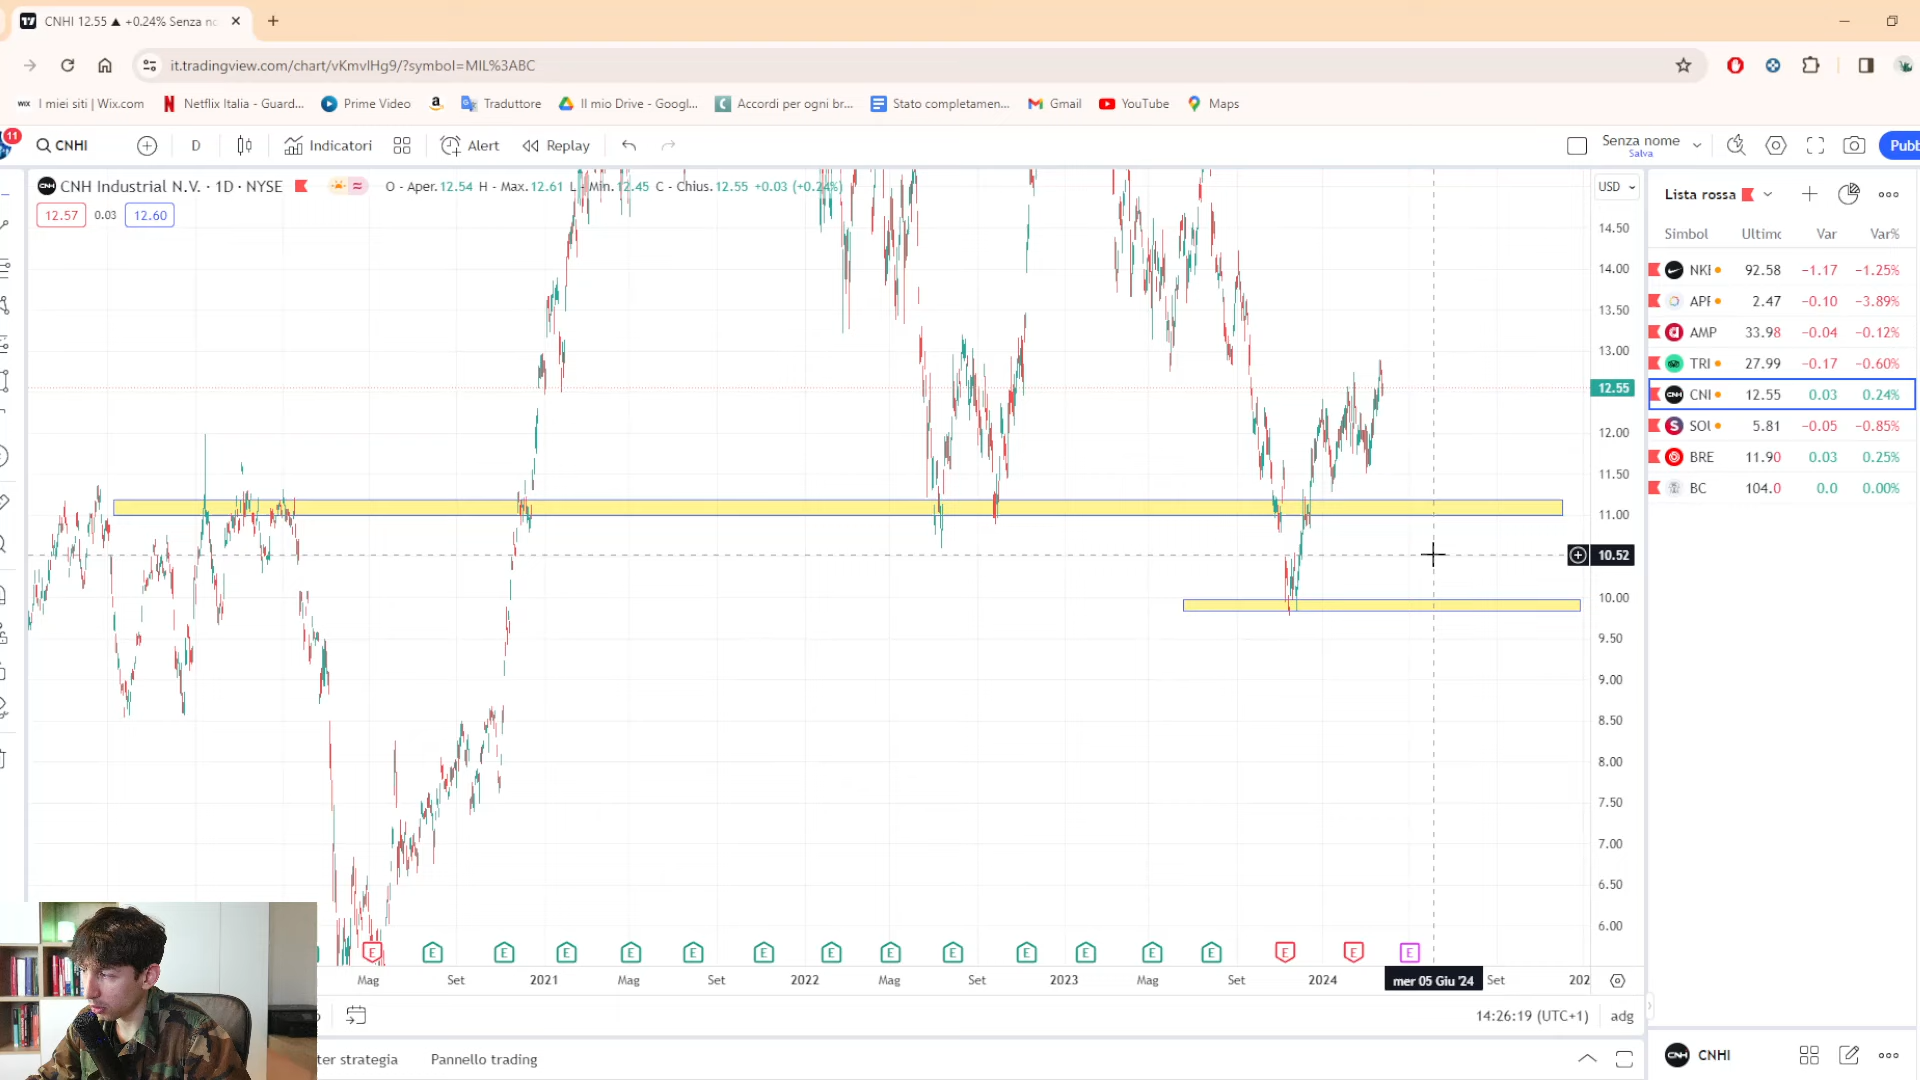 CNHI 12.55 ▲ +0.24% Senza no
it.tradingview.com/chart/vKmvlHg9/?symbol=MIL%3ABC
WIX I miei siti | Wix.com
Netflix Italia - Guard...
Prime Video
Traduttore
Il mio Drive - Googl...
Accordi per ogni br...
Stato completamen...
Gmail
YouTube
Maps
11
CNHI
D
Indicatori
Alert
Replay
Senza nome
Salva
Pubb
CNH Industrial N.V. · 1D · NYSE
O - Aper.12.54 H - Max.12.61 L - Min.12.45 C - Chius.12.55 +0.03 (+0.24%)
12.57 0.03 12.60
USD
14.50
14.00
13.50
13.00
12.55
12.00
11.50
11.00
10.52
10.00
9.50
9.00
8.50
8.00
7.50
7.00
6.50
6.00
Lista rossa
Simbol Ultimo Var Var%
NKE 92.58 −1.17 −1.25%
APF 2.47 −0.10 −3.89%
AMP 33.98 −0.04 −0.12%
TRI 27.99 −0.17 −0.60%
CNH CNI 12.55 0.03 0.24%
SOL 5.81 −0.05 −0.85%
BRE 11.90 0.03 0.25%
BC 104.0 0.0 0.00%
E E E E E E E E E E E E E E E E E
Mag Set 2021 Mag Set 2022 Mag Set 2023 Mag Set 2024 mer 05 Giu '24 Set 202
14:26:19 (UTC+1) adg
ter strategia
Pannello trading
CNH CNHI